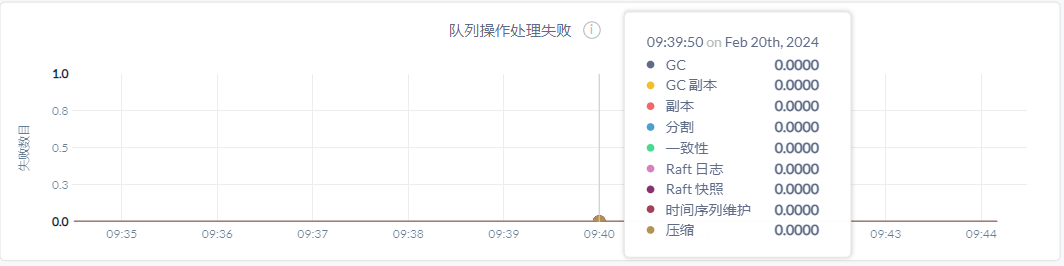 队列操作处理失败 i
09:39:50 on Feb 20th, 2024
GC 0.0000
GC 副本 0.0000
副本 0.0000
分割 0.0000
一致性 0.0000
Raft 日志 0.0000
Raft 快照 0.0000
时间序列维护 0.0000
压缩 0.0000
失败数目
1.0
0.8
0.5
0.3
0.0
09:35 09:36 09:37 09:38 09:39 09:40 09:43 09:44